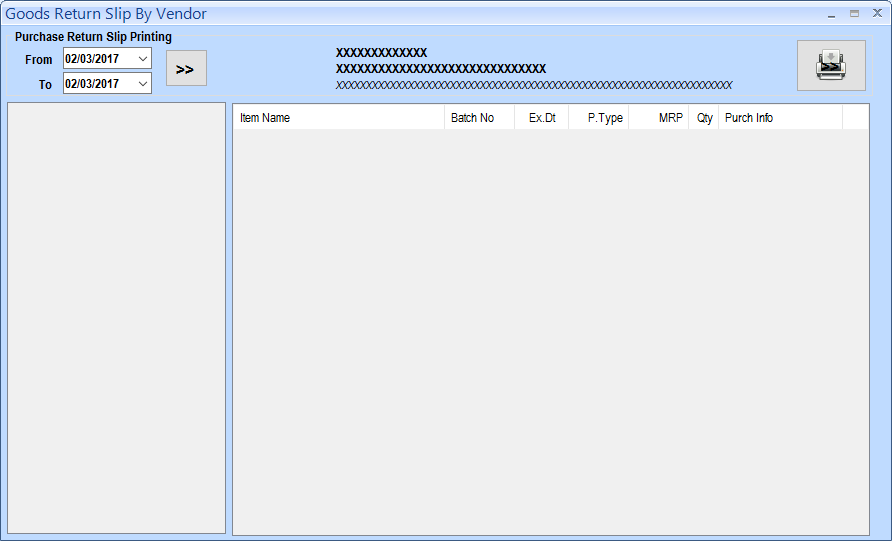 Goods Return Slip By Vendor
Purchase Return Slip Printing
From 02/03/2017
To 02/03/2017
>>
XXXXXXXXXXXXX
XXXXXXXXXXXXXXXXXXXXXXXXXXXXXX
XXXXXXXXXXXXXXXXXXXXXXXXXXXXXXXXXXXXXXXXXXXXXXXXXXXXXXXXXXXXXXXXXX
Item Name Batch No Ex.Dt P.Type MRP Qty Purch Info